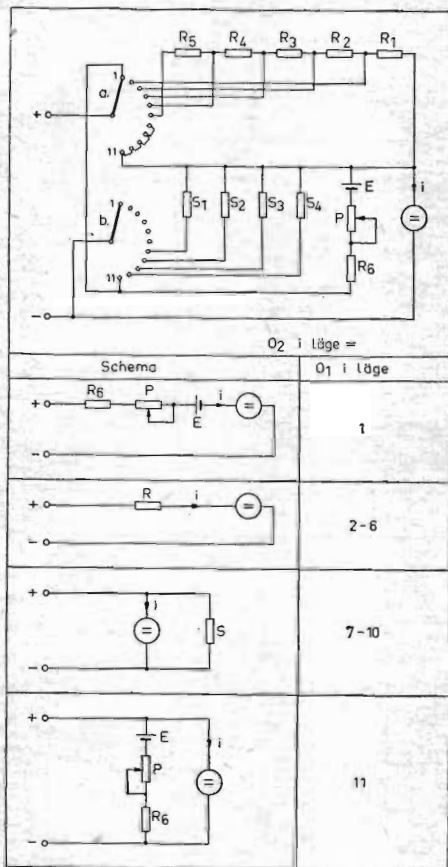 R5 R4 R3 R2 R1
1
a.
+
11
S1 S2 S3 S4 E i
1
b.
P =
11
R6
−
O2 i läge =
Schema O1 i läge
+ R6 P i =
E
−
1
+ R i =
−
2-6
+
i
= S
−
7-10
+
E i
P =
R6
−
11